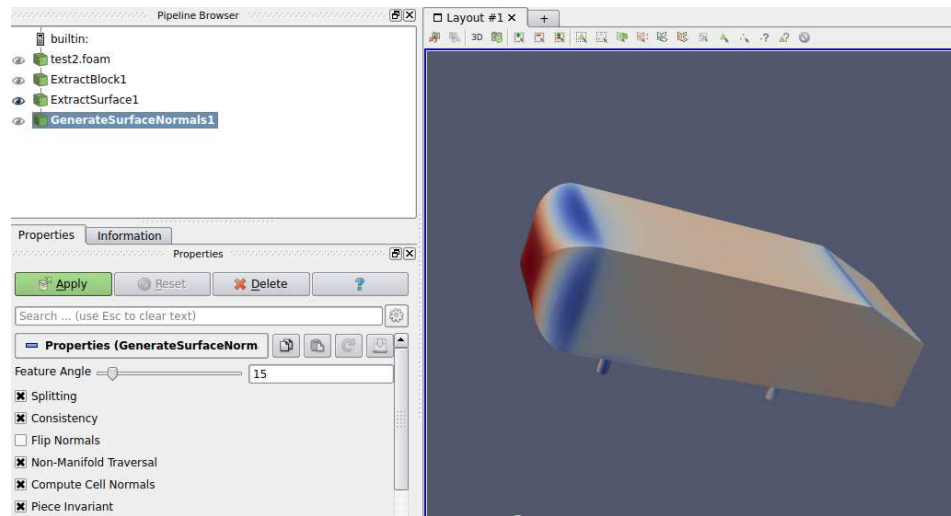 Pipeline Browser
builtin:
test2.foam
ExtractBlock1
ExtractSurface1
GenerateSurfaceNormals1
Properties Information
Properties
Apply Reset Delete ?
Search ... (use Esc to clear text)
Properties (GenerateSurfaceNorm
Feature Angle 15
Splitting
Consistency
Flip Normals
Non-Manifold Traversal
Compute Cell Normals
Piece Invariant
Layout #1 × +
3D